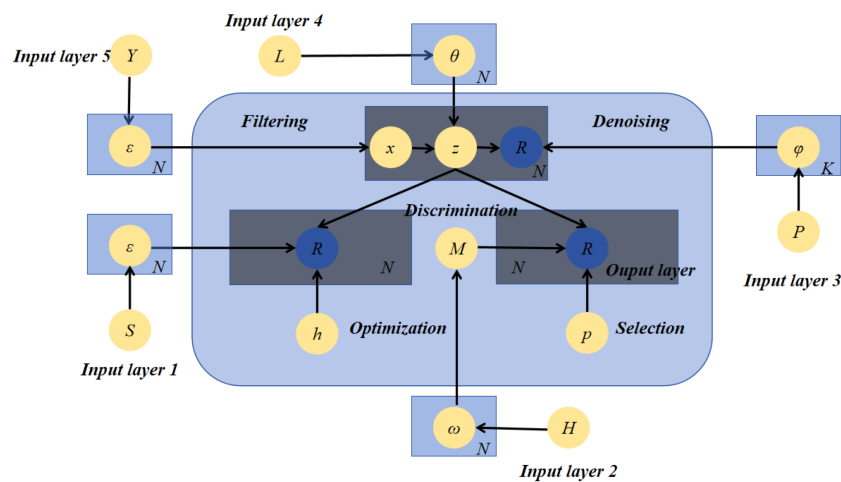 Input layer 4
Input layer 5
Y
L
θ
N
Filtering
Denoising
ε
N
x
z
R
N
φ
K
Discrimination
ε
N
R
N
M
N
R
Ouput layer
P
Input layer 3
S
Input layer 1
h
Optimization
p
Selection
ω
N
H
Input layer 2